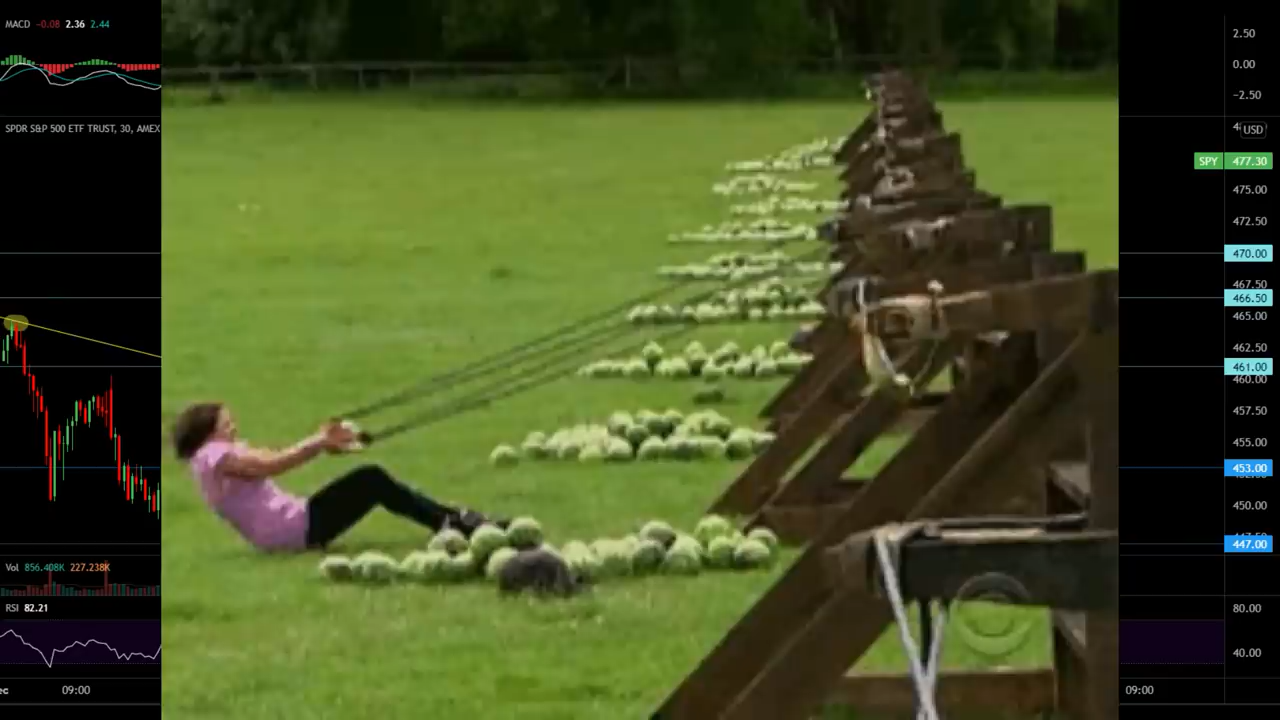 MACD -0.08 2.36 2.44
2.50
0.00
-2.50
SPDR S&P 500 ETF TRUST, 30, AMEX
USD
SPY 477.30
475.00
472.50
470.00
467.50
466.50
465.00
462.50
461.00
460.00
457.50
455.00
453.00
450.00
447.00
Vol 856.408K 227.238K
RSI 82.21
80.00
40.00
ec 09:00
09:00